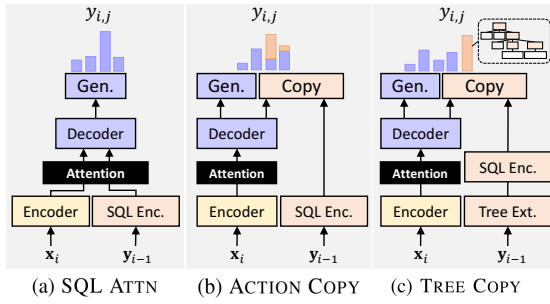 y_{i,j}
Gen.
Decoder
Attention
Encoder
SQL Enc.
x_i
y_{i−1}
(a) SQL ATTN
y_{i,j}
Gen.
Copy
Decoder
Attention
Encoder
SQL Enc.
x_i
y_{i−1}
(b) ACTION COPY
y_{i,j}
Gen.
Copy
Decoder
Attention
SQL Enc.
Encoder
Tree Ext.
x_i
y_{i−1}
(c) TREE COPY